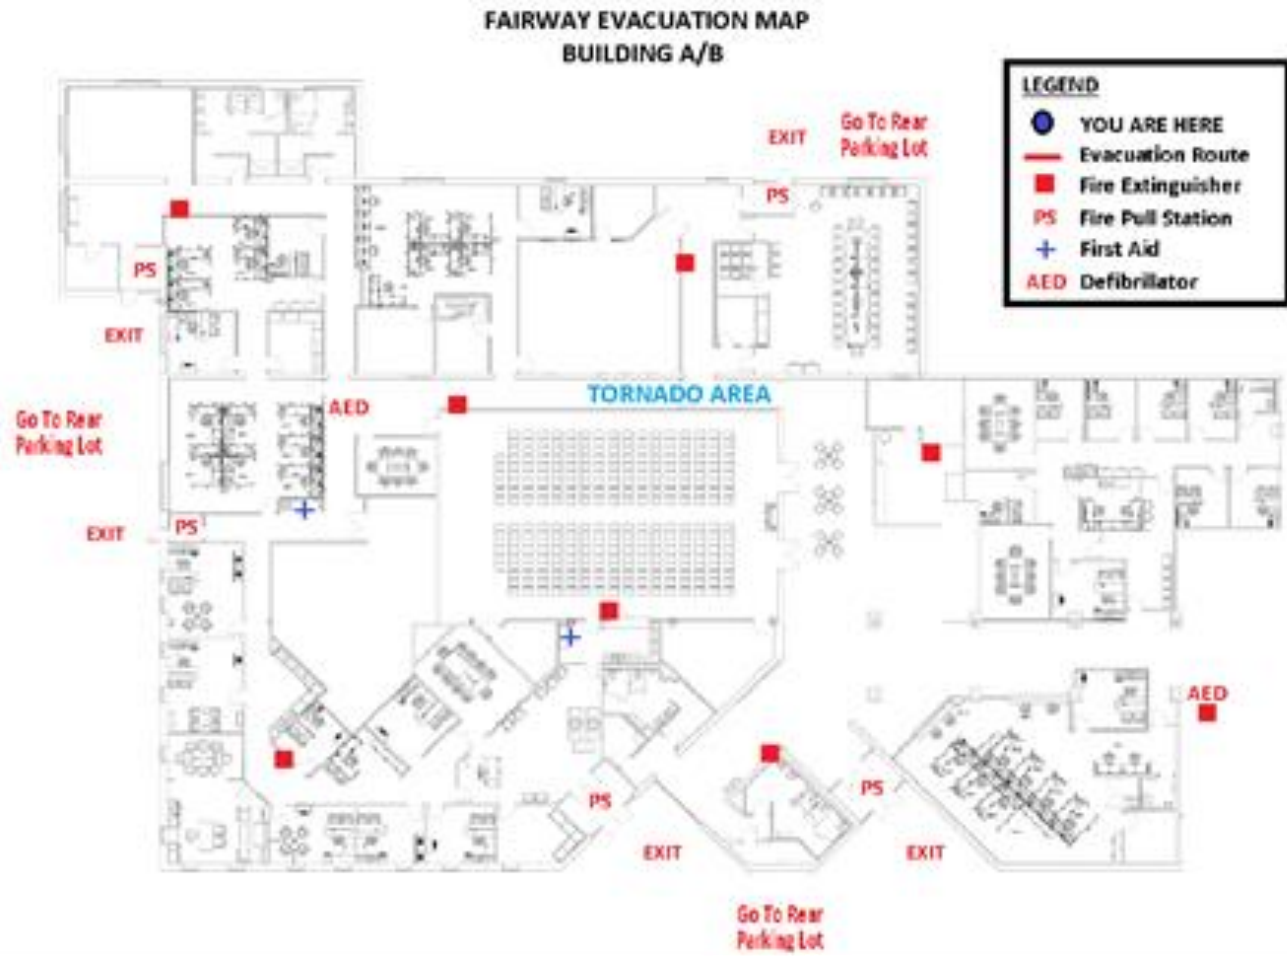 FAIRWAY EVACUATION MAP
BUILDING A/B
LEGEND
YOU ARE HERE
Evacuation Route
Fire Extinguisher
PS Fire Pull Station
First Aid
AED Defibrillator
EXIT
Go To Rear
Parking Lot
PS
PS
EXIT
TORNADO AREA
AED
Go To Rear
Parking Lot
EXIT
PS
AED
PS
PS
EXIT
EXIT
Go To Rear
Parking Lot